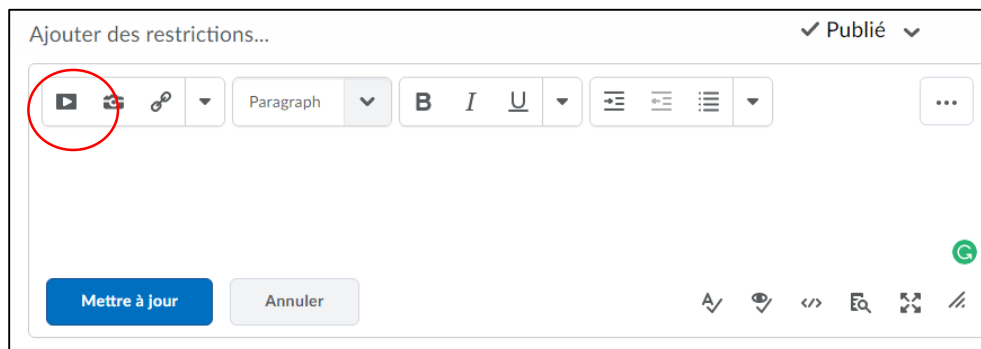 Ajouter des restrictions...
Publié
Paragraph B I U ...
G
Mettre à jour Annuler A </>